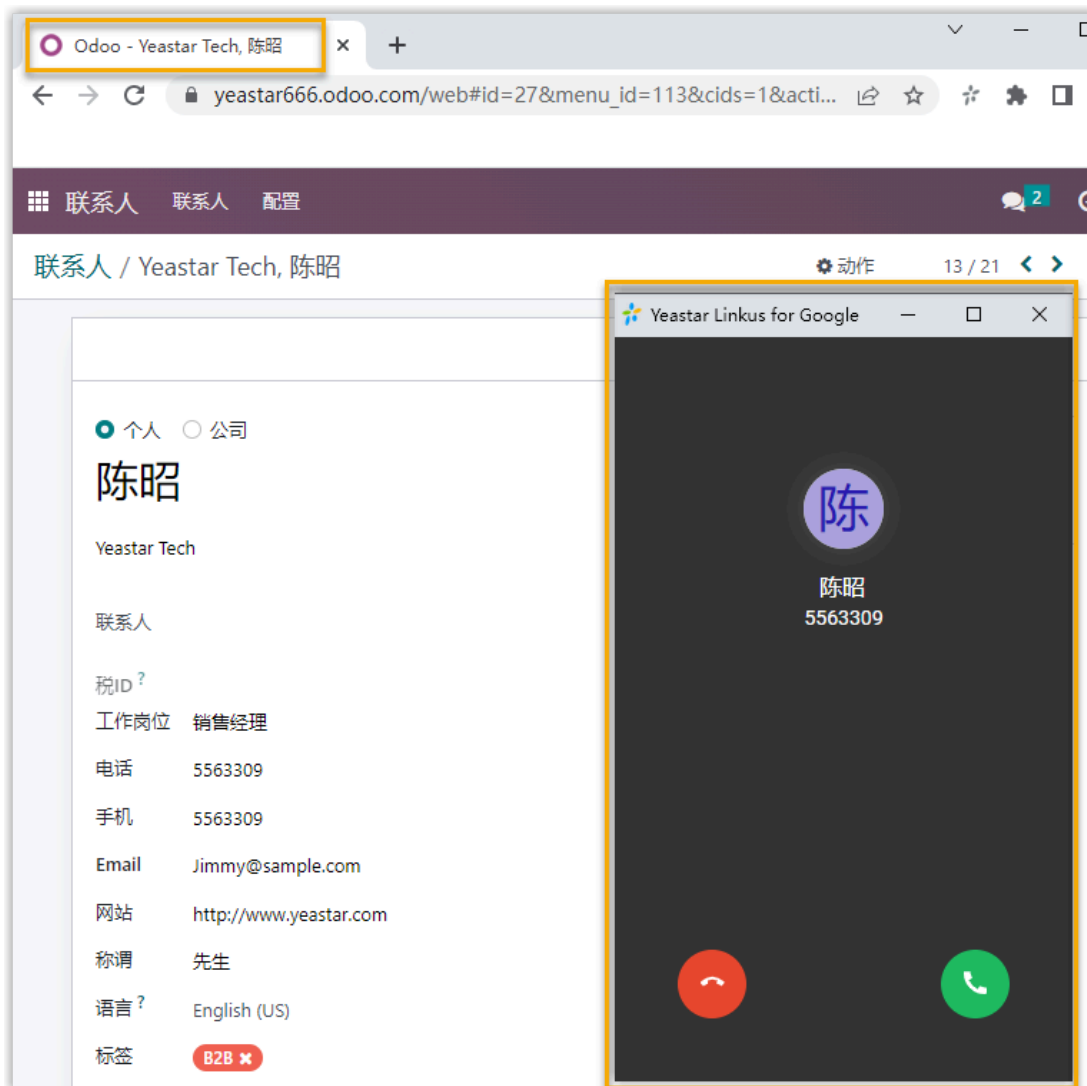 Odoo - Yeastar Tech, 陈昭
yeastar666.odoo.com/web#id=27&menu_id=113&cids=1&acti...
联系人 联系人 配置 2
联系人 / Yeastar Tech, 陈昭 动作 13 / 21
Yeastar Linkus for Google
个人 公司
陈昭
Yeastar Tech
联系人
税ID ?
工作岗位 销售经理
电话 5563309
手机 5563309
Email Jimmy@sample.com
网站 http://www.yeastar.com
称谓 先生
语言 ? English (US)
标签 B2B
陈
陈昭
5563309